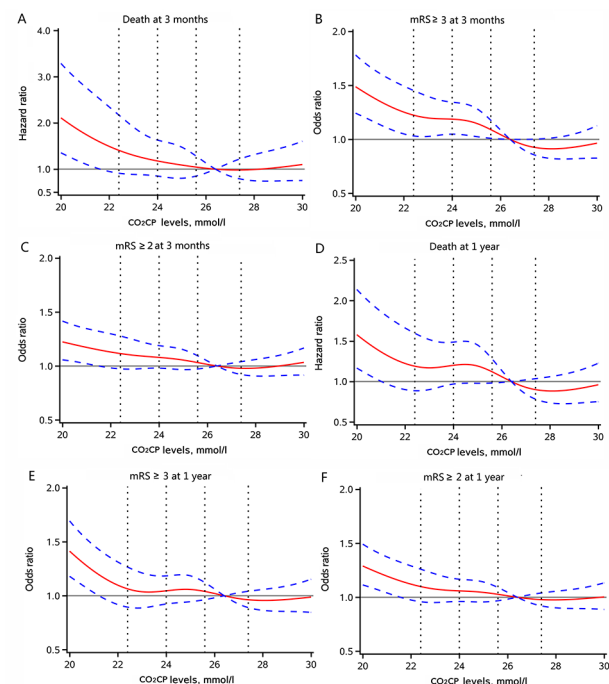 A
Death at 3 months
4.0
3.0
2.0
1.0
0.5
Hazard ratio
20 22 24 26 28 30
CO₂CP levels, mmol/l
B
mRS ≥ 3 at 3 months
2.0
1.5
1.0
0.5
Odds ratio
20 22 24 26 28 30
CO₂CP levels, mmol/l
C
mRS ≥ 2 at 3 months
2.0
1.5
1.0
0.5
Odds ratio
20 22 24 26 28 30
CO₂CP levels, mmol/l
D
Death at 1 year
2.5
2.0
1.5
1.0
0.5
Hazard ratio
20 22 24 26 28 30
CO₂CP levels, mmol/l
E
mRS ≥ 3 at 1 year
2.0
1.5
1.0
0.5
Odds ratio
20 22 24 26 28 30
CO₂CP levels, mmol/l
F
mRS ≥ 2 at 1 year
2.0
1.5
1.0
0.5
Odds ratio
20 22 24 26 28 30
CO₂CP levels, mmol/l